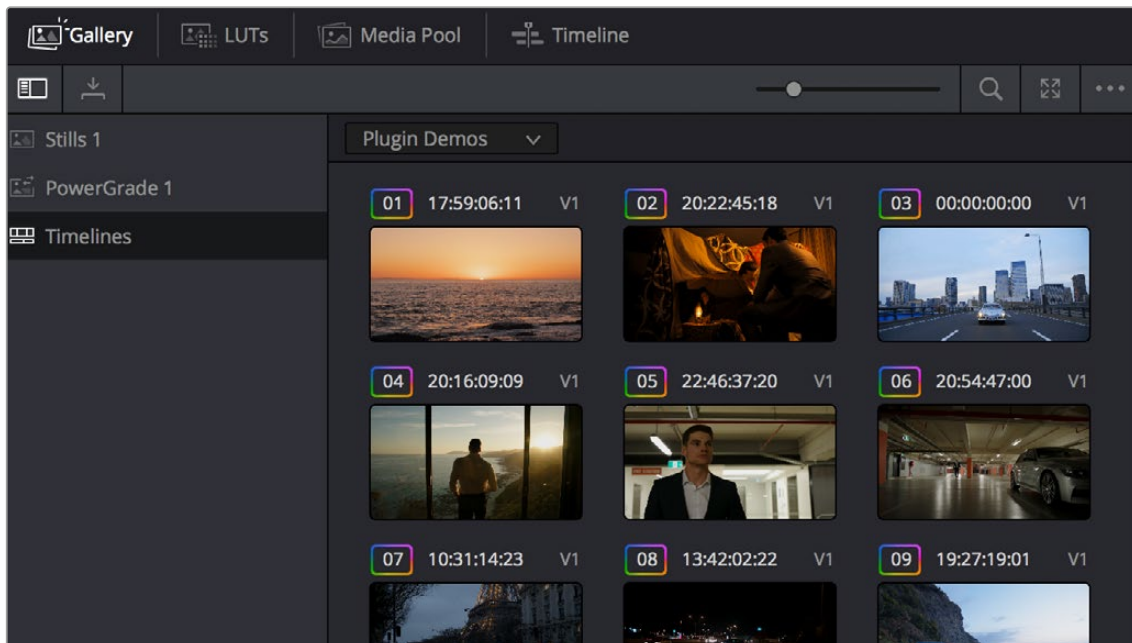 Gallery LUTs Media Pool Timeline
Stills 1
PowerGrade 1
Timelines
Plugin Demos
01 17:59:06:11 V1 02 20:22:45:18 V1 03 00:00:00:00 V1
04 20:16:09:09 V1 05 22:46:37:20 V1 06 20:54:47:00 V1
07 10:31:14:23 V1 08 13:42:02:22 V1 09 19:27:19:01 V1